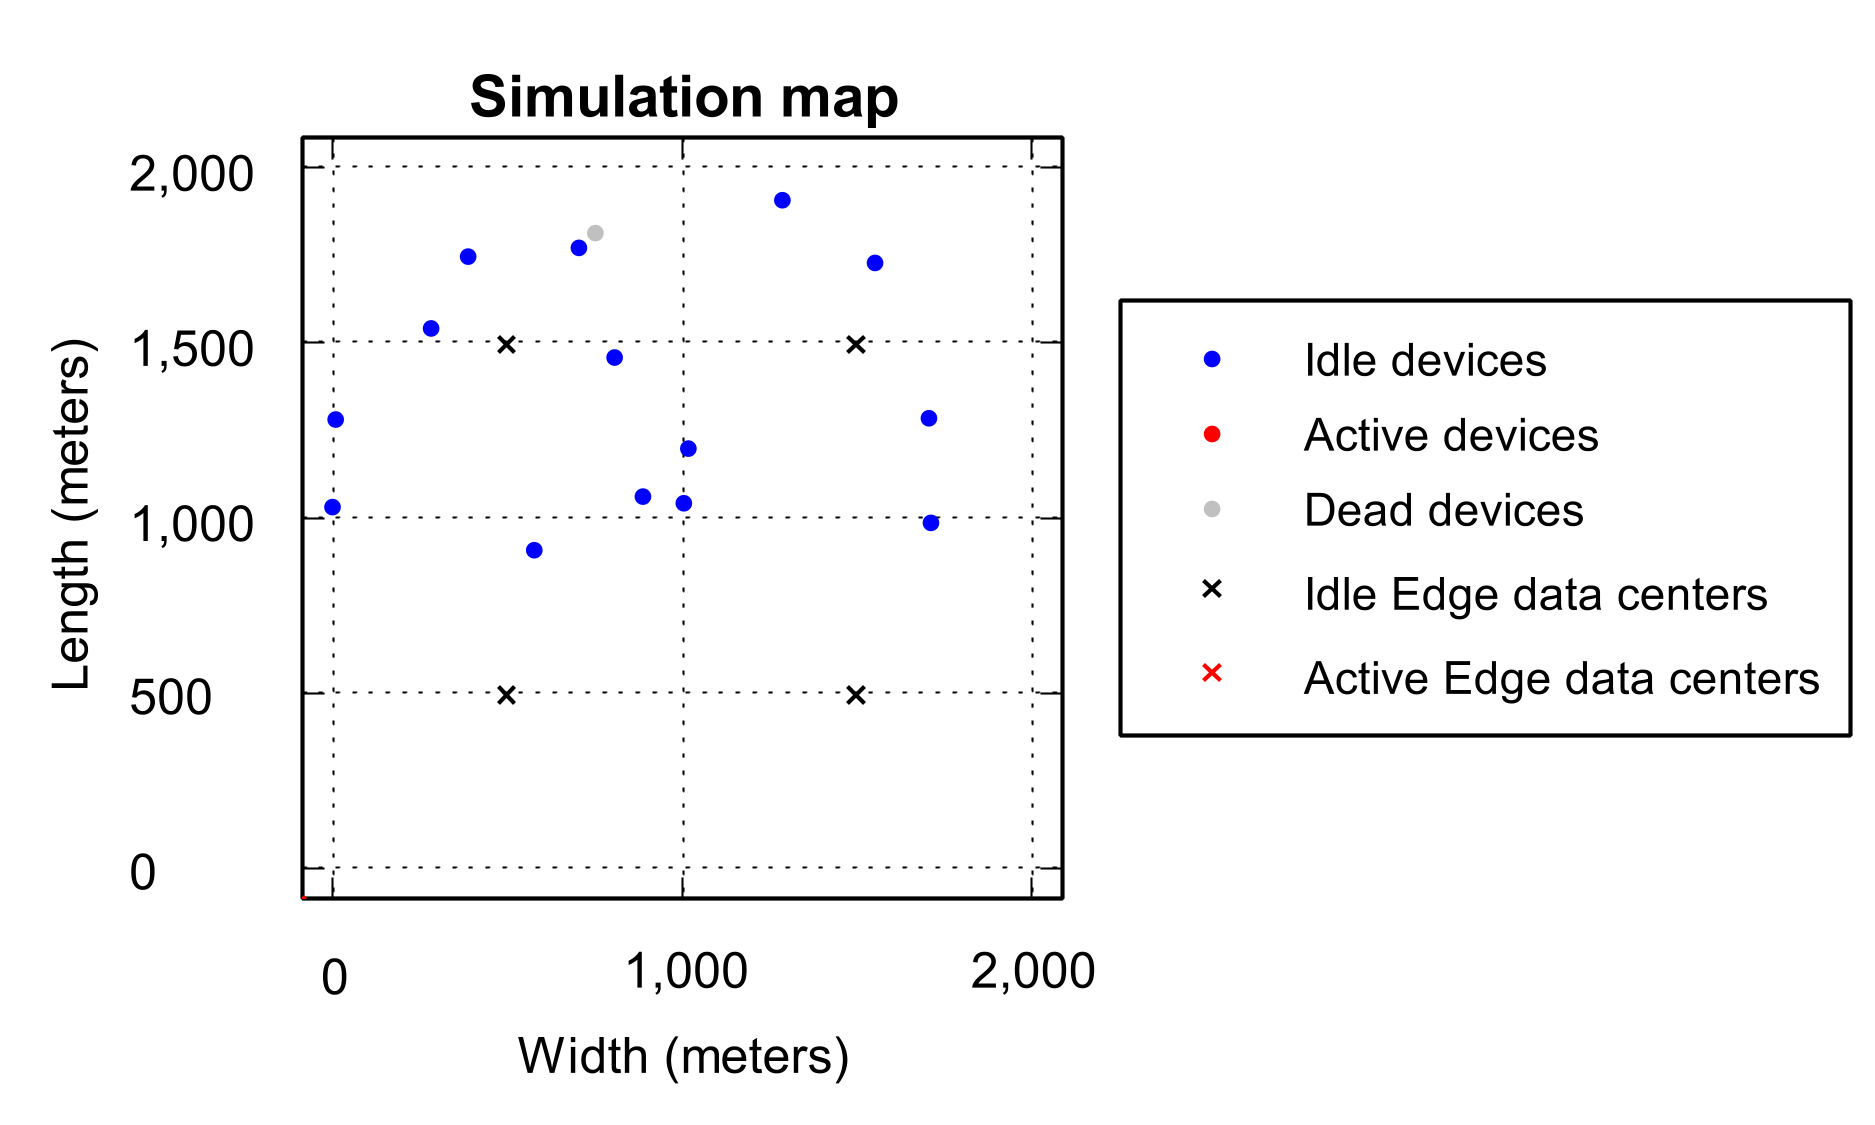 Simulation map
2,000
1,500
1,000
500
0
Length (meters)
0
1,000
2,000
Width (meters)
Idle devices
Active devices
Dead devices
Idle Edge data centers
Active Edge data centers